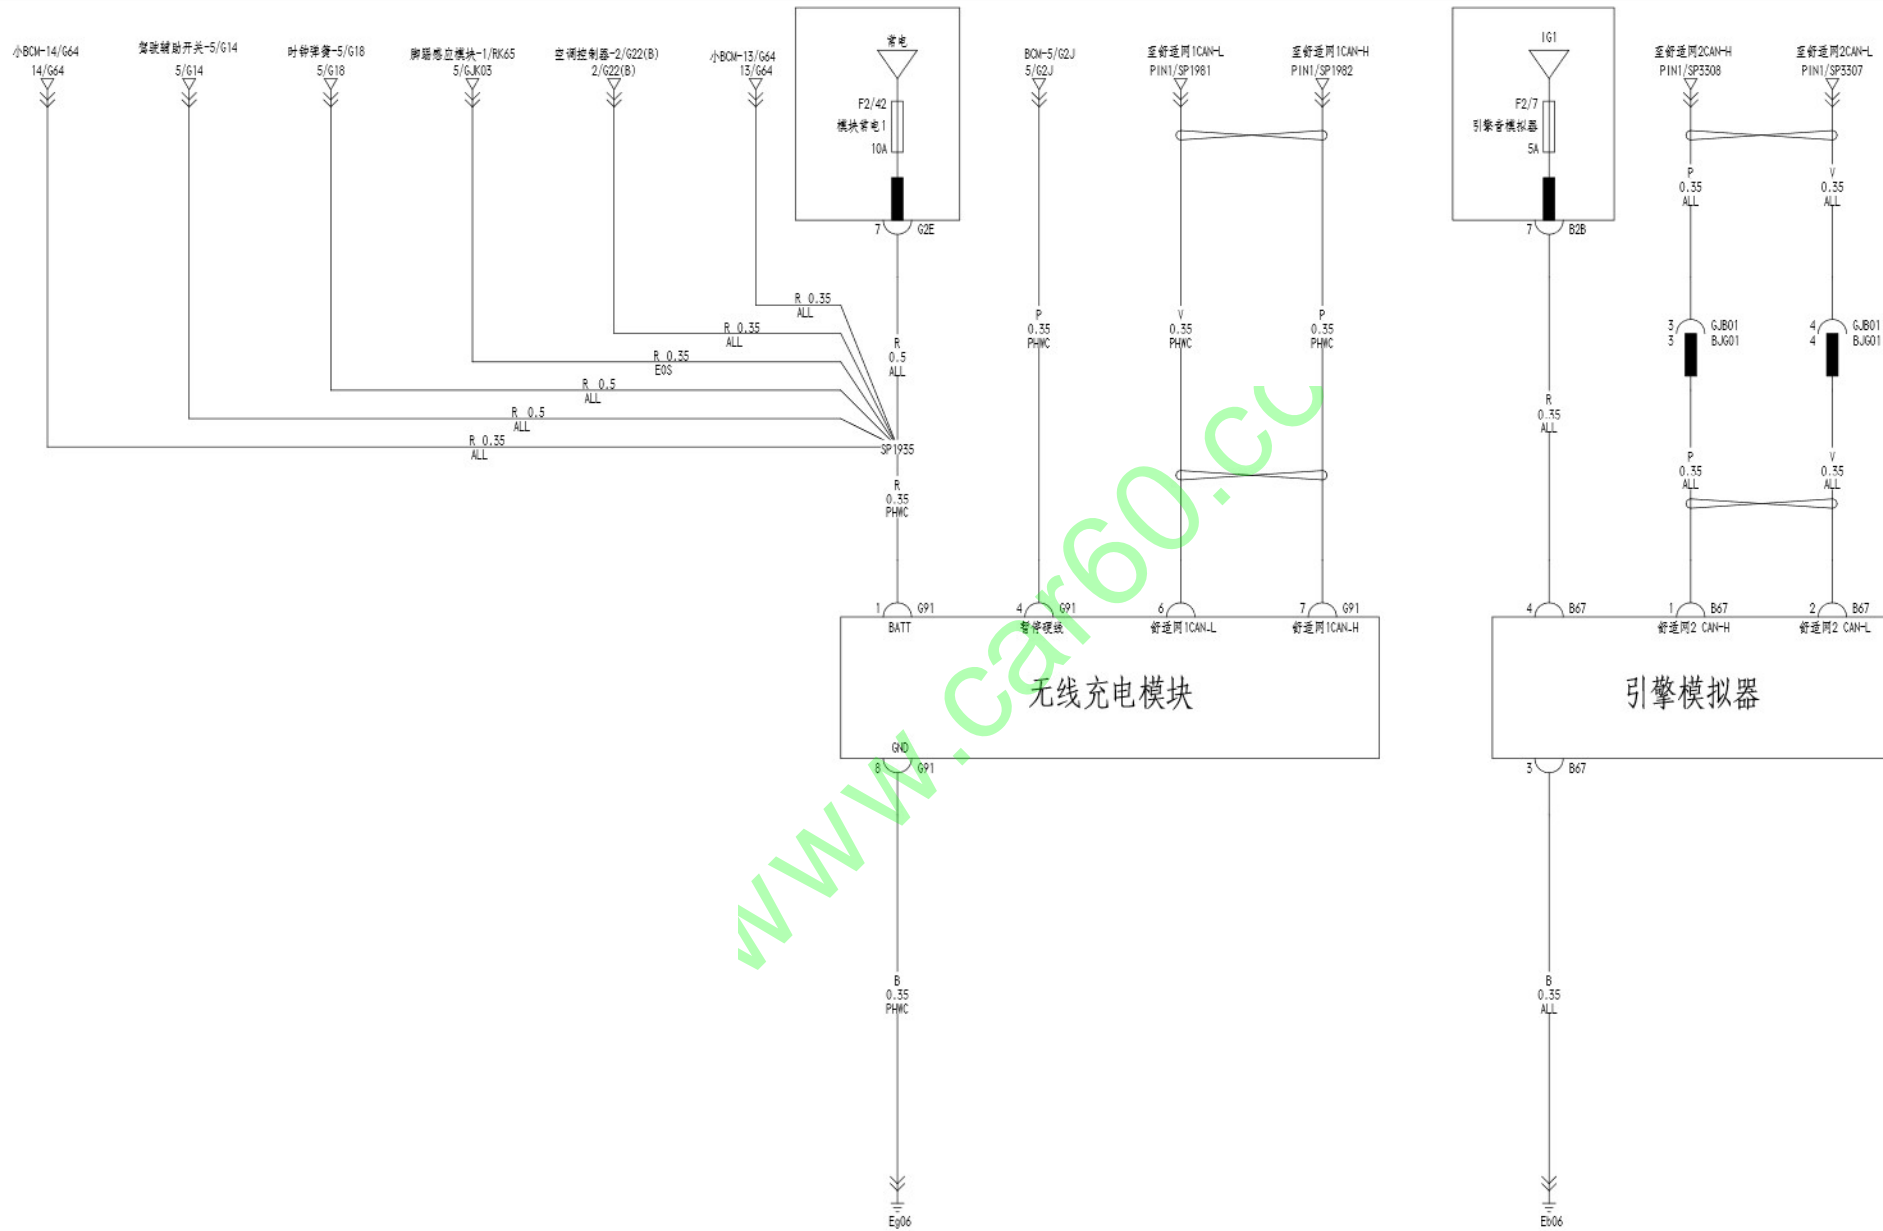 小BCM-14/G64
14/G64
驾驶辅助开关-5/G14
5/G14
时钟弹簧-5/G18
5/G18
脚踢感应模块-1/RK65
5/GJK03
空调控制器-2/G22(B)
2/G22(B)
小BCM-13/G64
13/G64
常电
F2/42
模块常电1
10A
7 G2E
BCM-5/G2J
5/G2J
至舒适网1CAN-L
PIN1/SP1981
至舒适网1CAN-H
PIN1/SP1982
IG1
F2/7
引擎音模拟器
5A
7 B2B
至舒适网2CAN-H
PIN1/SP3308
至舒适网2CAN-L
PIN1/SP3307
P
0.35
ALL
V
0.35
ALL
R 0.35
ALL
R 0.35
ALL
R 0.35
EOS
R 0.5
ALL
R 0.5
ALL
R 0.35
ALL
R
0.5
ALL
SP1935
R
0.35
PHWC
P
0.35
PHWC
V
0.35
PHWC
P
0.35
PHWC
R
0.35
ALL
3 GJB01
3 BJG01
4 GJB01
4 BJG01
P
0.35
ALL
V
0.35
ALL
1 G91
BATT
4 G91
暂停硬线
6 G91
舒适网1CAN-L
7 G91
舒适网1CAN-H
无线充电模块
GND
8 G91
4 B67
1 B67
舒适网2 CAN-H
2 B67
舒适网2 CAN-L
引擎模拟器
3 B67
B
0.35
PHWC
B
0.35
ALL
Eg06
Eb06
www.car60.co